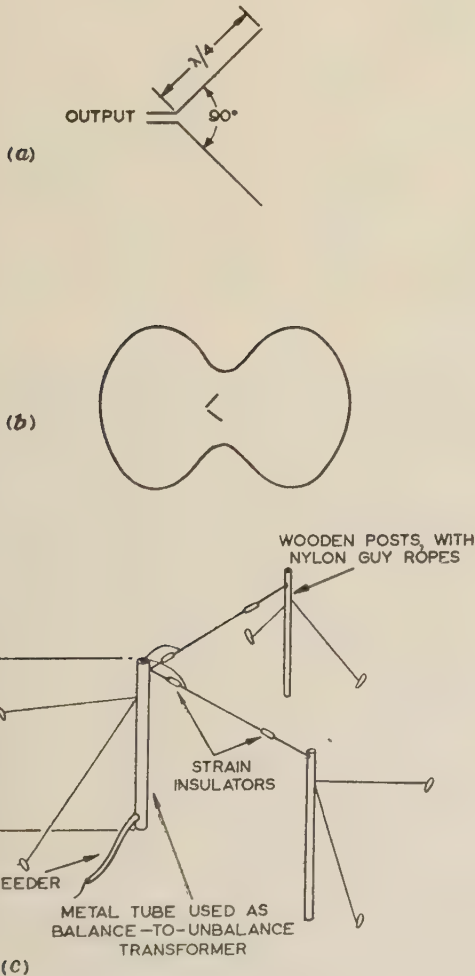 λ/4
OUTPUT
90°
(a)
(b)
WOODEN POSTS, WITH
NYLON GUY ROPES
STRAIN
INSULATORS
EEDER
METAL TUBE USED AS
BALANCE-TO-UNBALANCE
TRANSFORMER
(c)